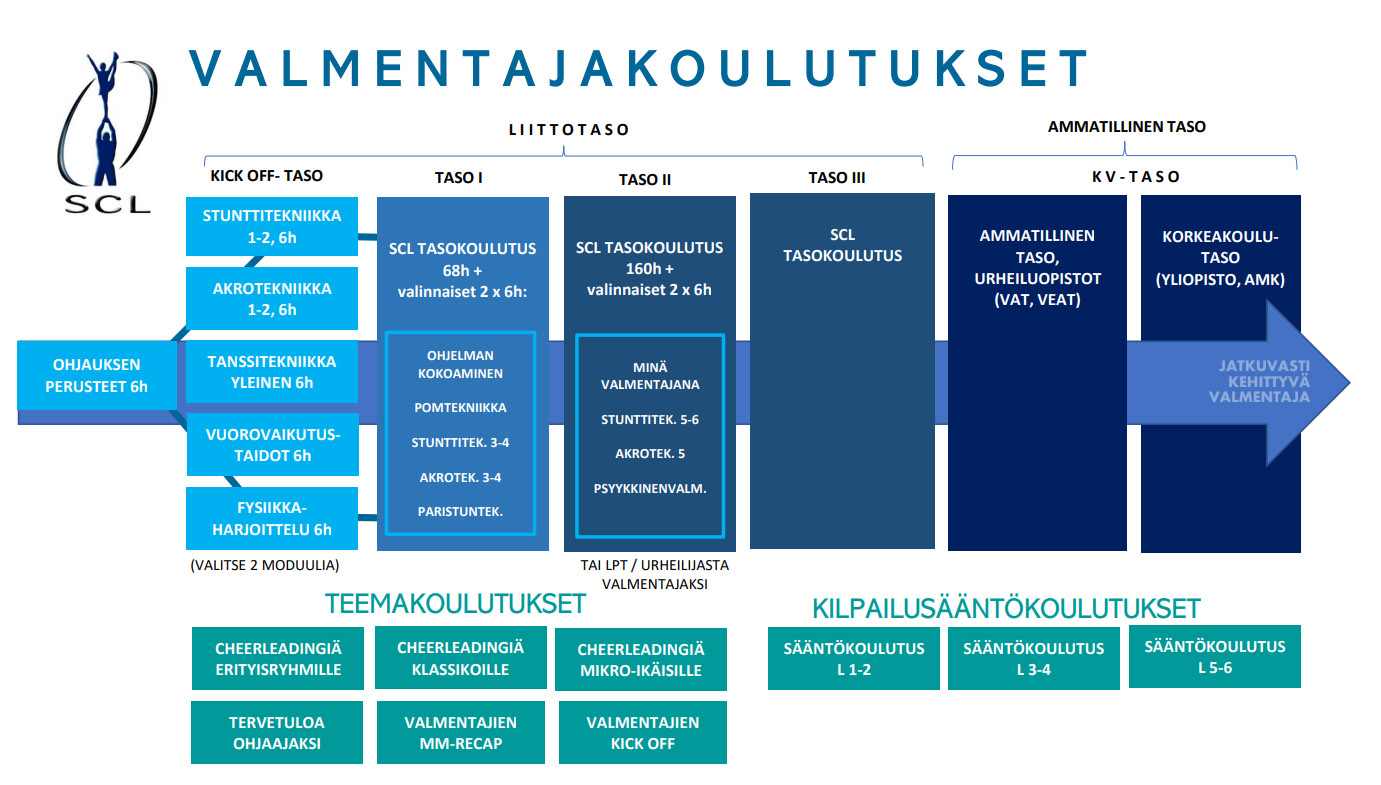 VALMENTAJAKOULUTUKSET
SCL
LIITTOTASO
AMMATILLINEN TASO
KICK OFF- TASO
TASO I
TASO II
TASO III
KV-TASO
OHJAUKSEN
PERUSTEET 6h
STUNTTITEKNIIKKA
1-2, 6h
AKROTEKNIIKKA
1-2, 6h
TANSSITEKNIIKKA
YLEINEN 6h
VUOROVAIKUTUS-
TAIDOT 6h
FYSIIKKA-
HARJOITTELU 6h
(VALITSE 2 MODUULIA)
SCL TASOKOULUTUS
68h +
valinnaiset 2 x 6h:
OHJELMAN
KOKOAMINEN
POMTEKNIIKKA
STUNTTITEK. 3-4
AKROTEK. 3-4
PARISTUNTEK.
SCL TASOKOULUTUS
160h +
valinnaiset 2 x 6h
MINÄ
VALMENTAJANA
STUNTTITEK. 5-6
AKROTEK. 5
PSYYKKINENVALM.
TAI LPT / URHEILIJASTA
VALMENTAJAKSI
SCL
TASOKOULUTUS
AMMATILLINEN
TASO,
URHEILUOPISTOT
(VAT, VEAT)
KORKEAKOULU-
TASO
(YLIOPISTO, AMK)
JATKUVASTI
KEHITTYVÄ
VALMENTAJA
TEEMAKOULUTUKSET
CHEERLEADINGIÄ
ERITYISRYHMILLE
CHEERLEADINGIÄ
KLASSIKOILLE
CHEERLEADINGIÄ
MIKRO-IKÄISILLE
TERVETULOA
OHJAAJAKSI
VALMENTAJIEN
MM-RECAP
VALMENTAJIEN
KICK OFF
KILPAILUSÄÄNTÖKOULUTUKSET
SÄÄNTÖKOULUTUS
L 1-2
SÄÄNTÖKOULUTUS
L 3-4
SÄÄNTÖKOULUTUS
L 5-6